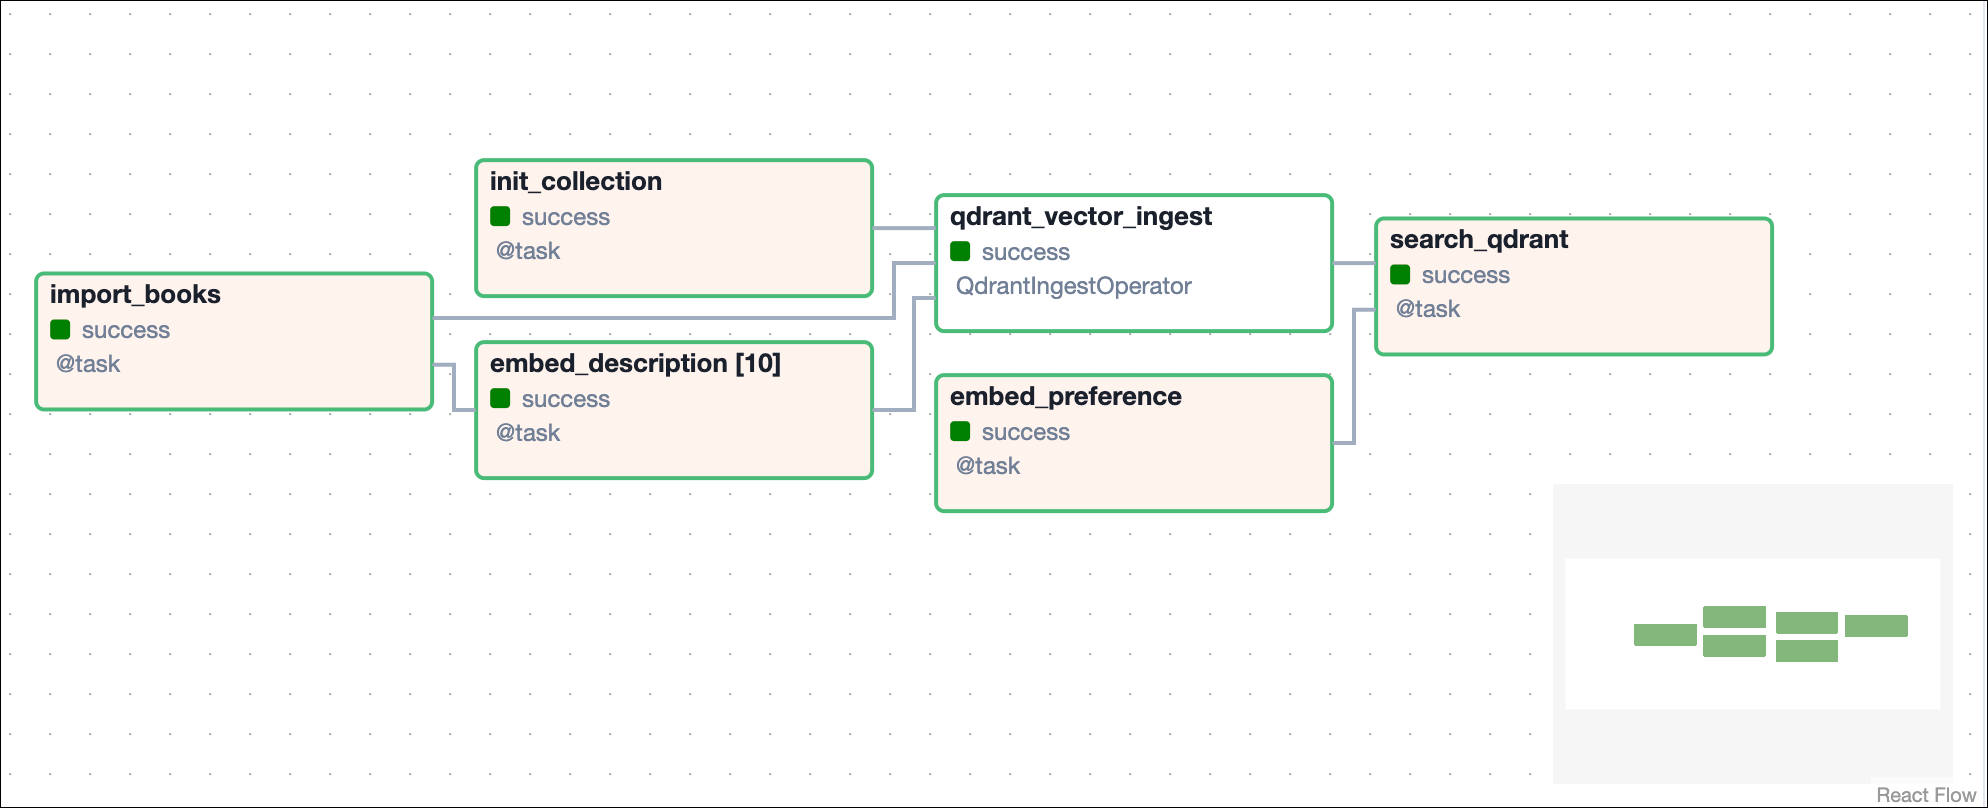 import_books
success
@task
init_collection
success
@task
embed_description [10]
success
@task
qdrant_vector_ingest
success
QdrantIngestOperator
embed_preference
success
@task
search_qdrant
success
@task
React Flow